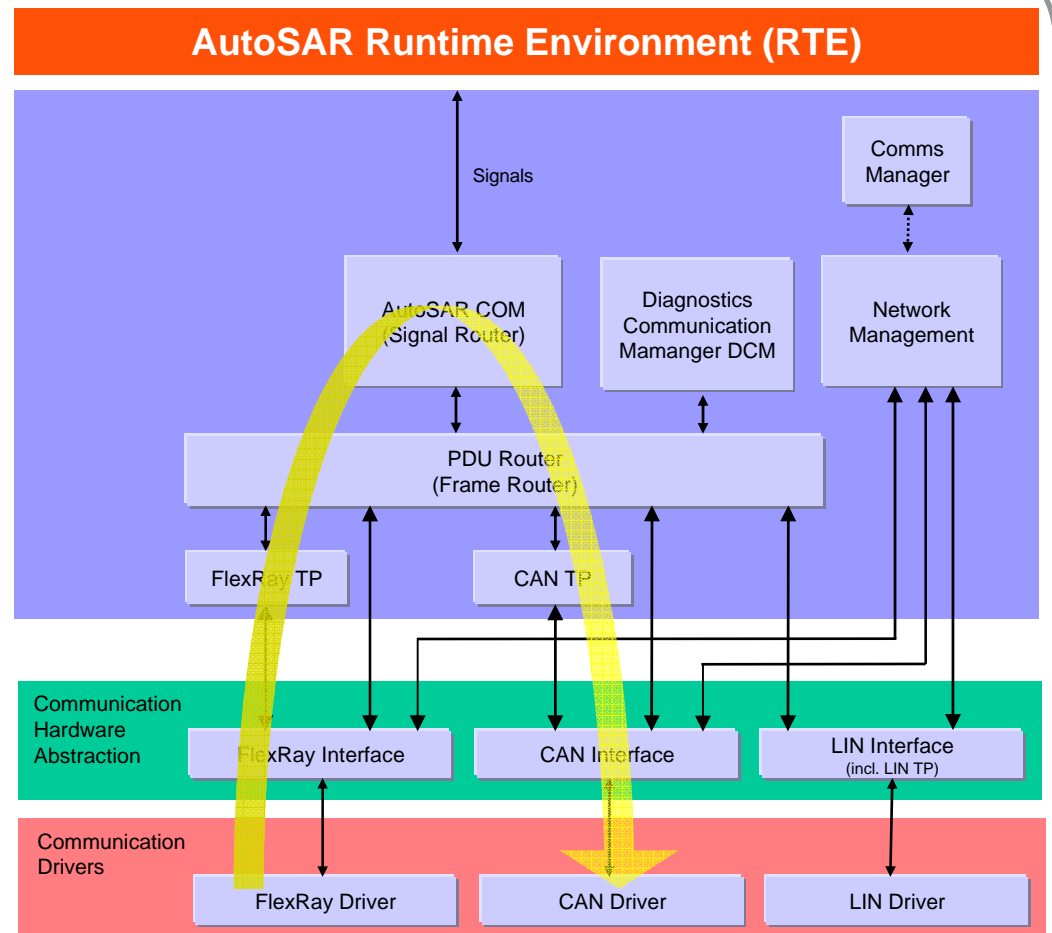 AutoSAR Runtime Environment (RTE)
Comms
Manager
Signals
AutoSAR COM
(Signal Router)
Diagnostics
Communication
Mamanger DCM
Network
Management
PDU Router
(Frame Router)
FlexRay TP
CAN TP
Communication
Hardware
Abstraction
FlexRay Interface
CAN Interface
LIN Interface
(incl. LIN TP)
Communication
Drivers
FlexRay Driver
CAN Driver
LIN Driver